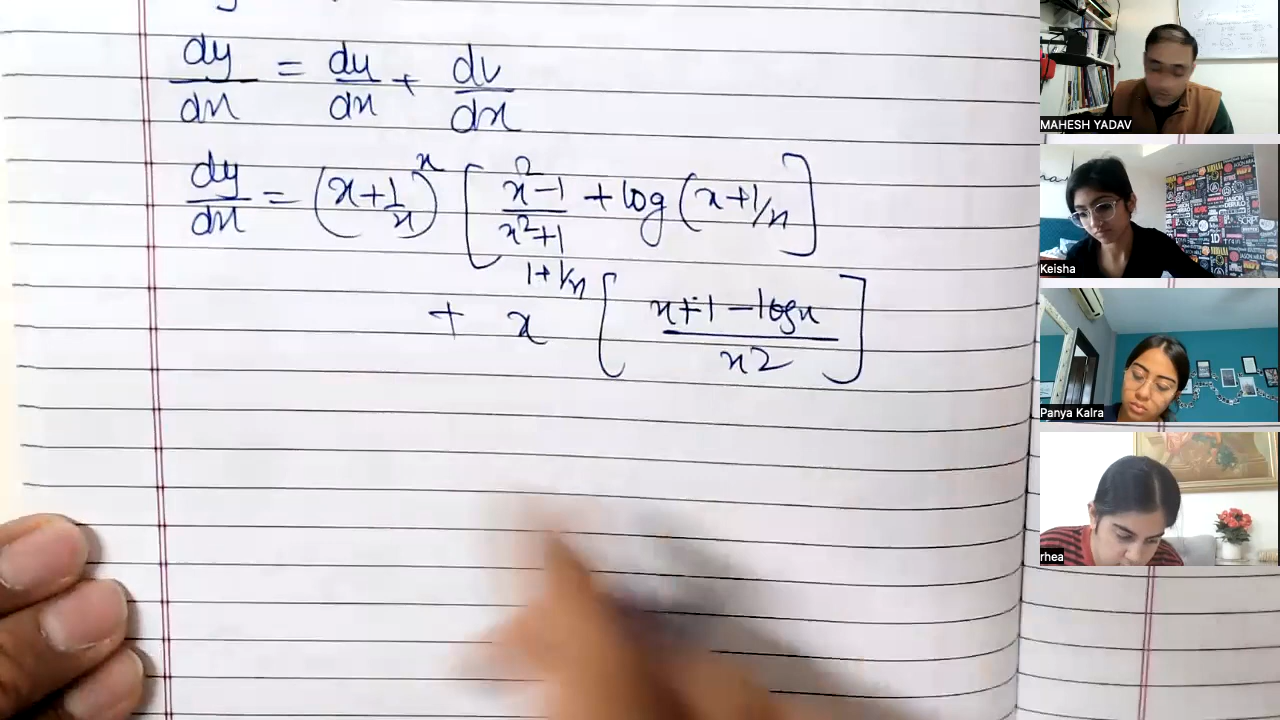 dy/dx = du/dx + dv/dx
dy/dx = (x+1/x)^x [ x²-1/x²+1 + log (x+1/x ]
+ x^1+1/x [ x+1-logx/x2 ]
MAHESH YADAV
Keisha
Panya Kalra
rhea